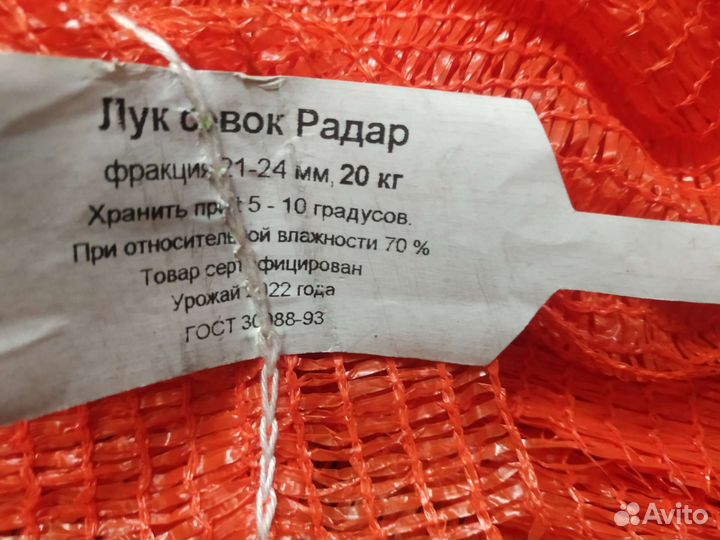 Лук севок Радар
фракция 21-24 мм, 20 кг
Хранить при t 5 - 10 градусов.
При относительной влажности 70 %
Товар сертифицирован
Урожай 2022 года
ГОСТ 30088-93
Avito